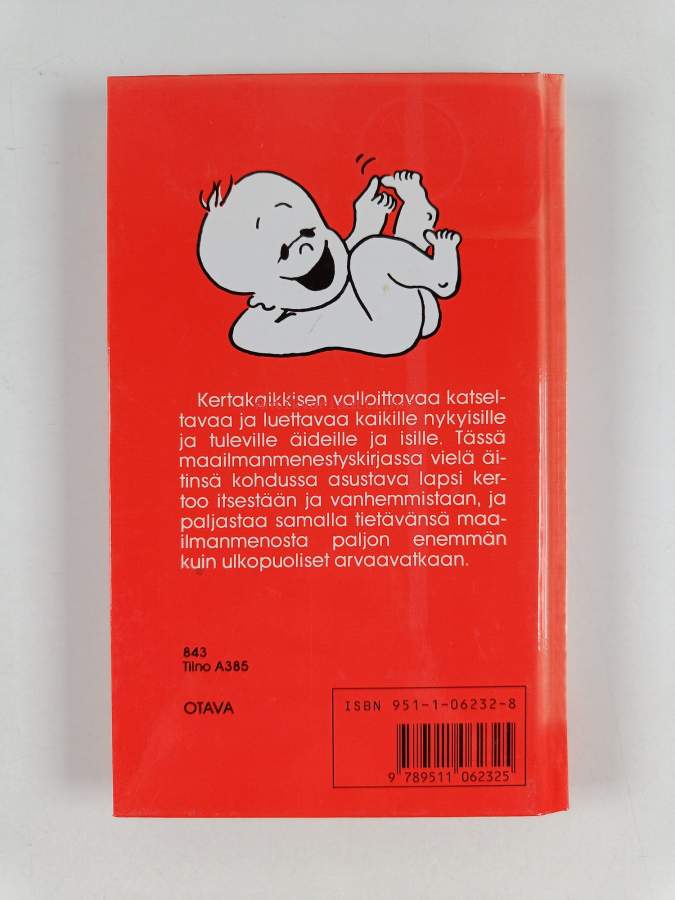 Kertakaikkisen valloittavaa katsel-
tavaa ja luettavaa kaikille nykyisille
ja tuleville äideille ja isille. Tässä
maailmanmenestyskirjassa vielä äi-
tinsä kohdussa asustava lapsi ker-
too itsestään ja vanhemmistaan, ja
paljastaa samalla tietävänsä maa-
ilmanmenosta paljon enemmän
kuin ulkopuoliset arvaavatkaan.
843
Tilno A385
OTAVA
ISBN 951-1-06232-8
9 789511 062325